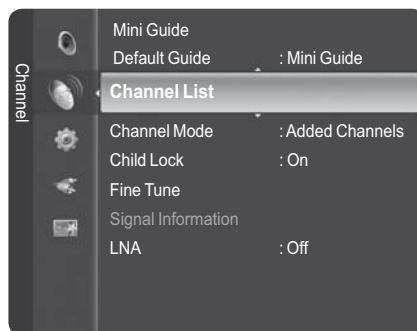 Channel
Mini Guide
Default Guide : Mini Guide
Channel List
Channel Mode : Added Channels
Child Lock : On
Fine Tune
Signal Information
LNA : Off